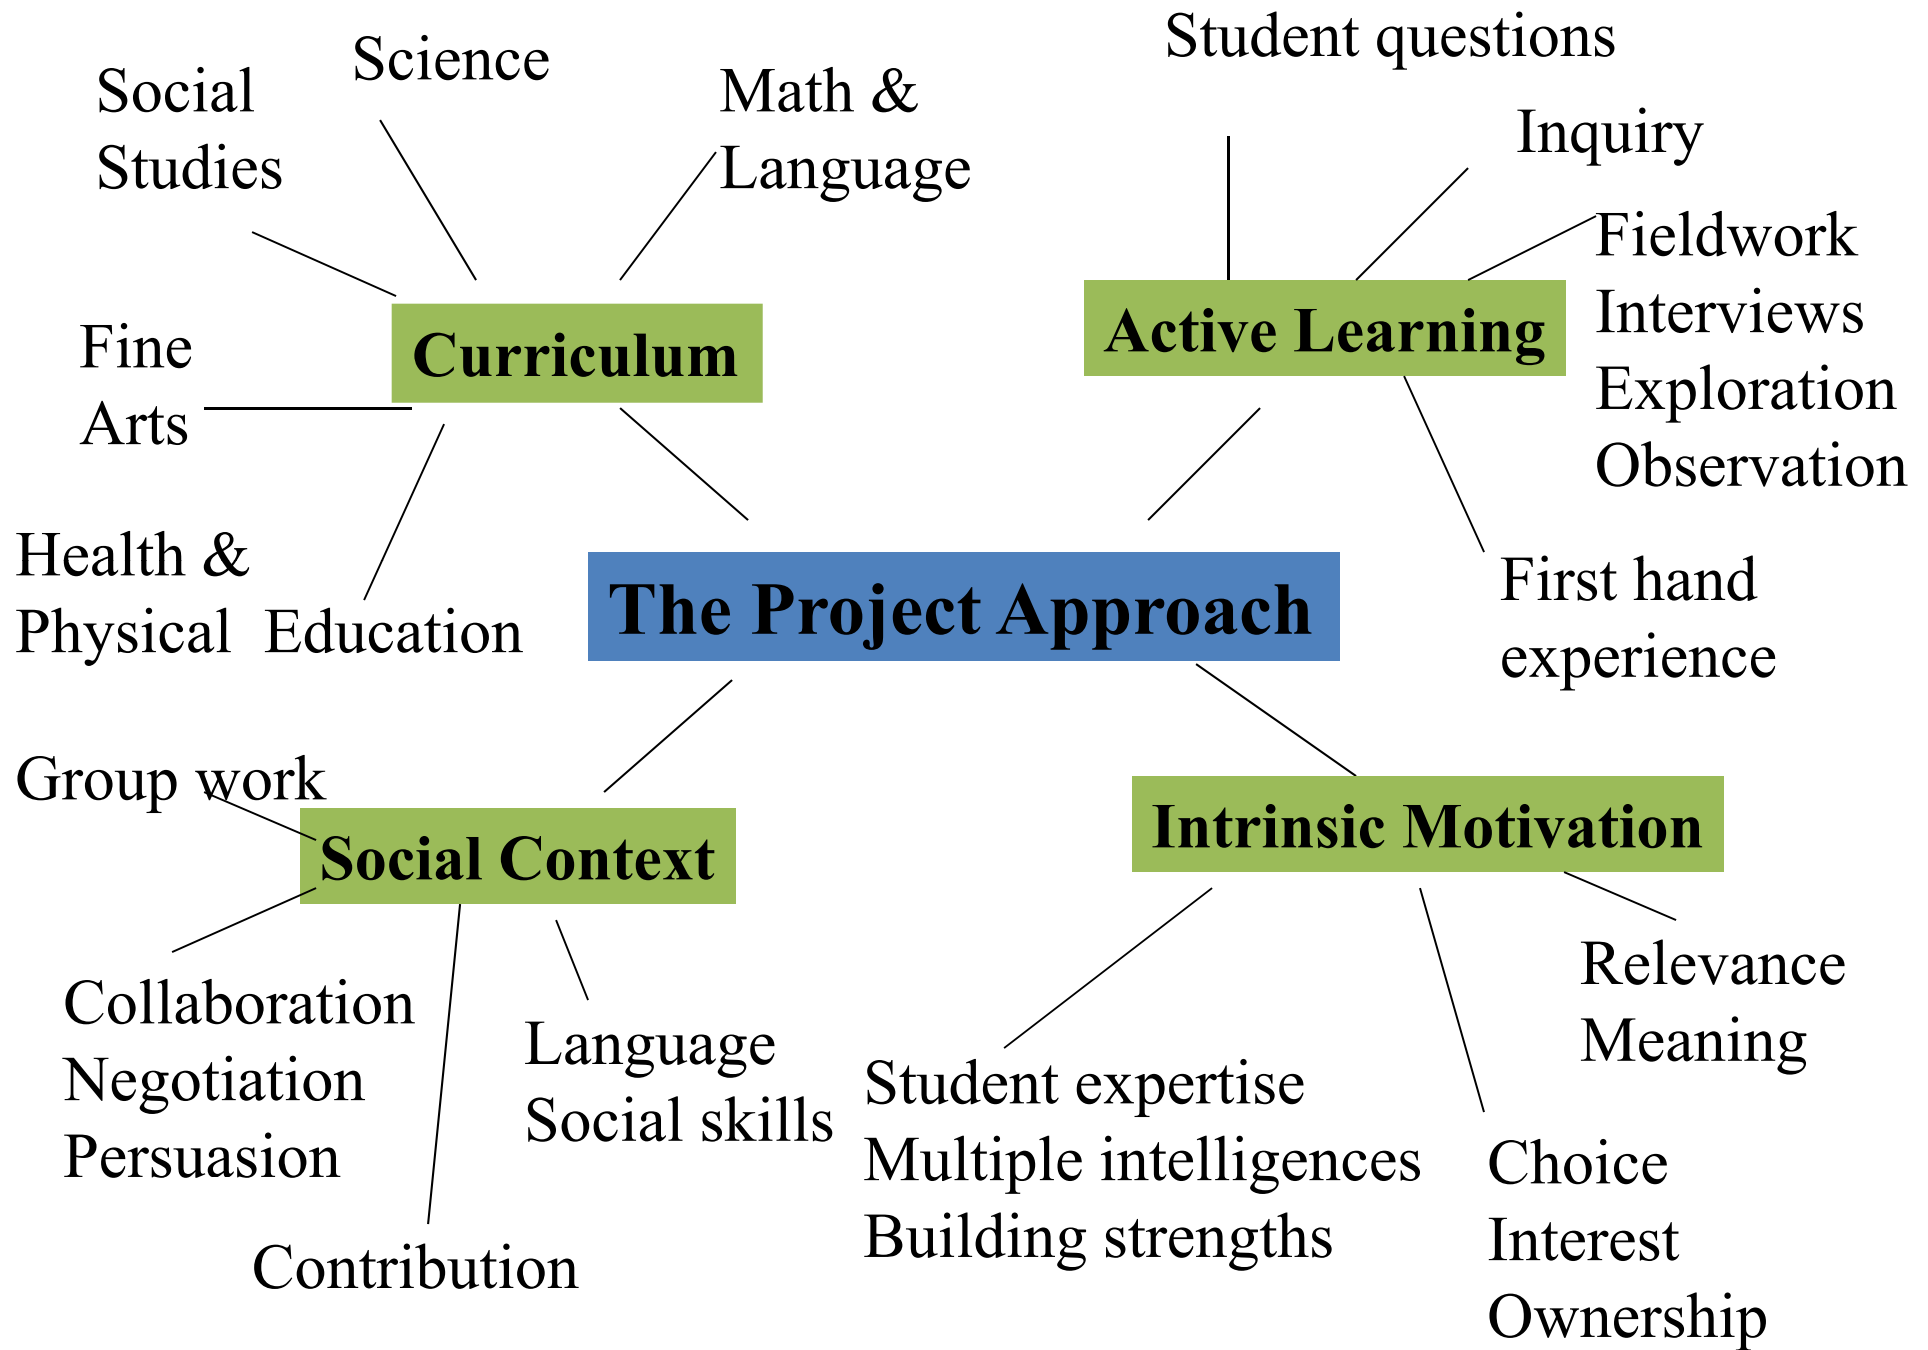 Science
Social
Studies
Math &
Language
Fine
Arts
Curriculum
Health &
Physical  Education
Student questions
Inquiry
Fieldwork
Interviews
Exploration
Observation
Active Learning
First hand
experience
The Project Approach
Group work
Social Context
Collaboration
Negotiation
Persuasion
Language
Social skills
Contribution
Intrinsic Motivation
Relevance
Meaning
Student expertise
Multiple intelligences
Building strengths
Choice
Interest
Ownership